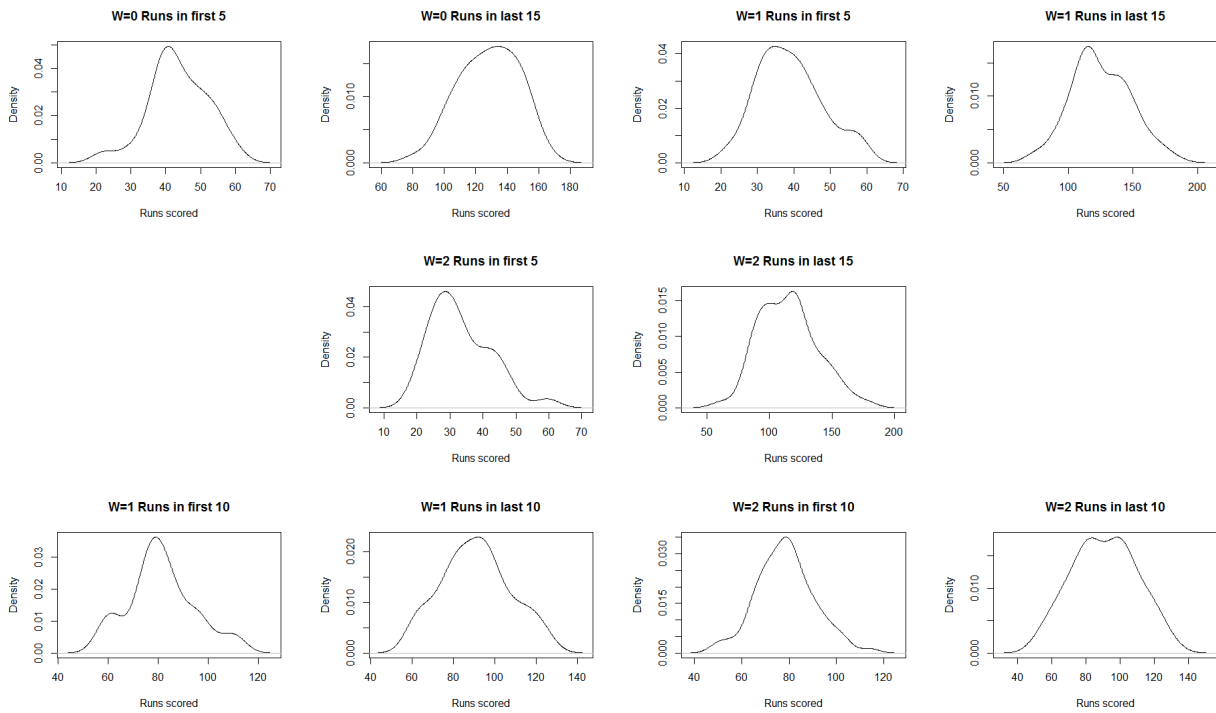 W=0 Runs in first 5
Density
0.00 0.02 0.04
10 20 30 40 50 60 70
Runs scored
W=0 Runs in last 15
Density
0.000 0.010
60 80 100 120 140 160 180
Runs scored
W=1 Runs in first 5
Density
0.00 0.02 0.04
10 20 30 40 50 60 70
Runs scored
W=1 Runs in last 15
Density
0.000 0.010
50 100 150 200
Runs scored
W=2 Runs in first 5
Density
0.00 0.02 0.04
10 20 30 40 50 60 70
Runs scored
W=2 Runs in last 15
Density
0.000 0.005 0.010 0.015
50 100 150 200
Runs scored
W=1 Runs in first 10
Density
0.00 0.01 0.02 0.03
40 60 80 100 120
Runs scored
W=1 Runs in last 10
Density
0.000 0.010 0.020
40 60 80 100 120 140
Runs scored
W=2 Runs in first 10
Density
0.000 0.015 0.030
40 60 80 100 120
Runs scored
W=2 Runs in last 10
Density
0.000 0.010
40 60 80 100 120 140
Runs scored